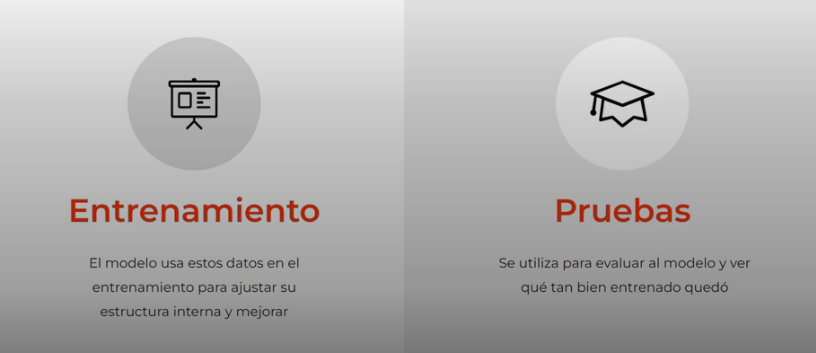 Entrenamiento
El modelo usa estos datos en el
entrenamiento para ajustar su
estructura interna y mejorar
Pruebas
Se utiliza para evaluar al modelo y ver
qué tan bien entrenado quedó